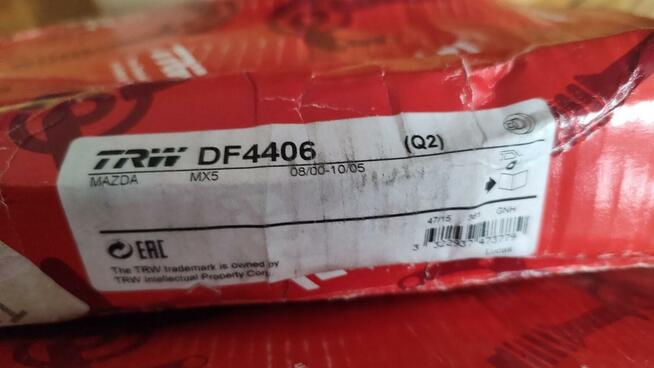 TRW DF4406 (Q2)
MAZDA MX5 08/00-10/05
47/15 GNH
EAC
Lucas
The TRW trademark is owned by
TRW Intellectual Property Corp.